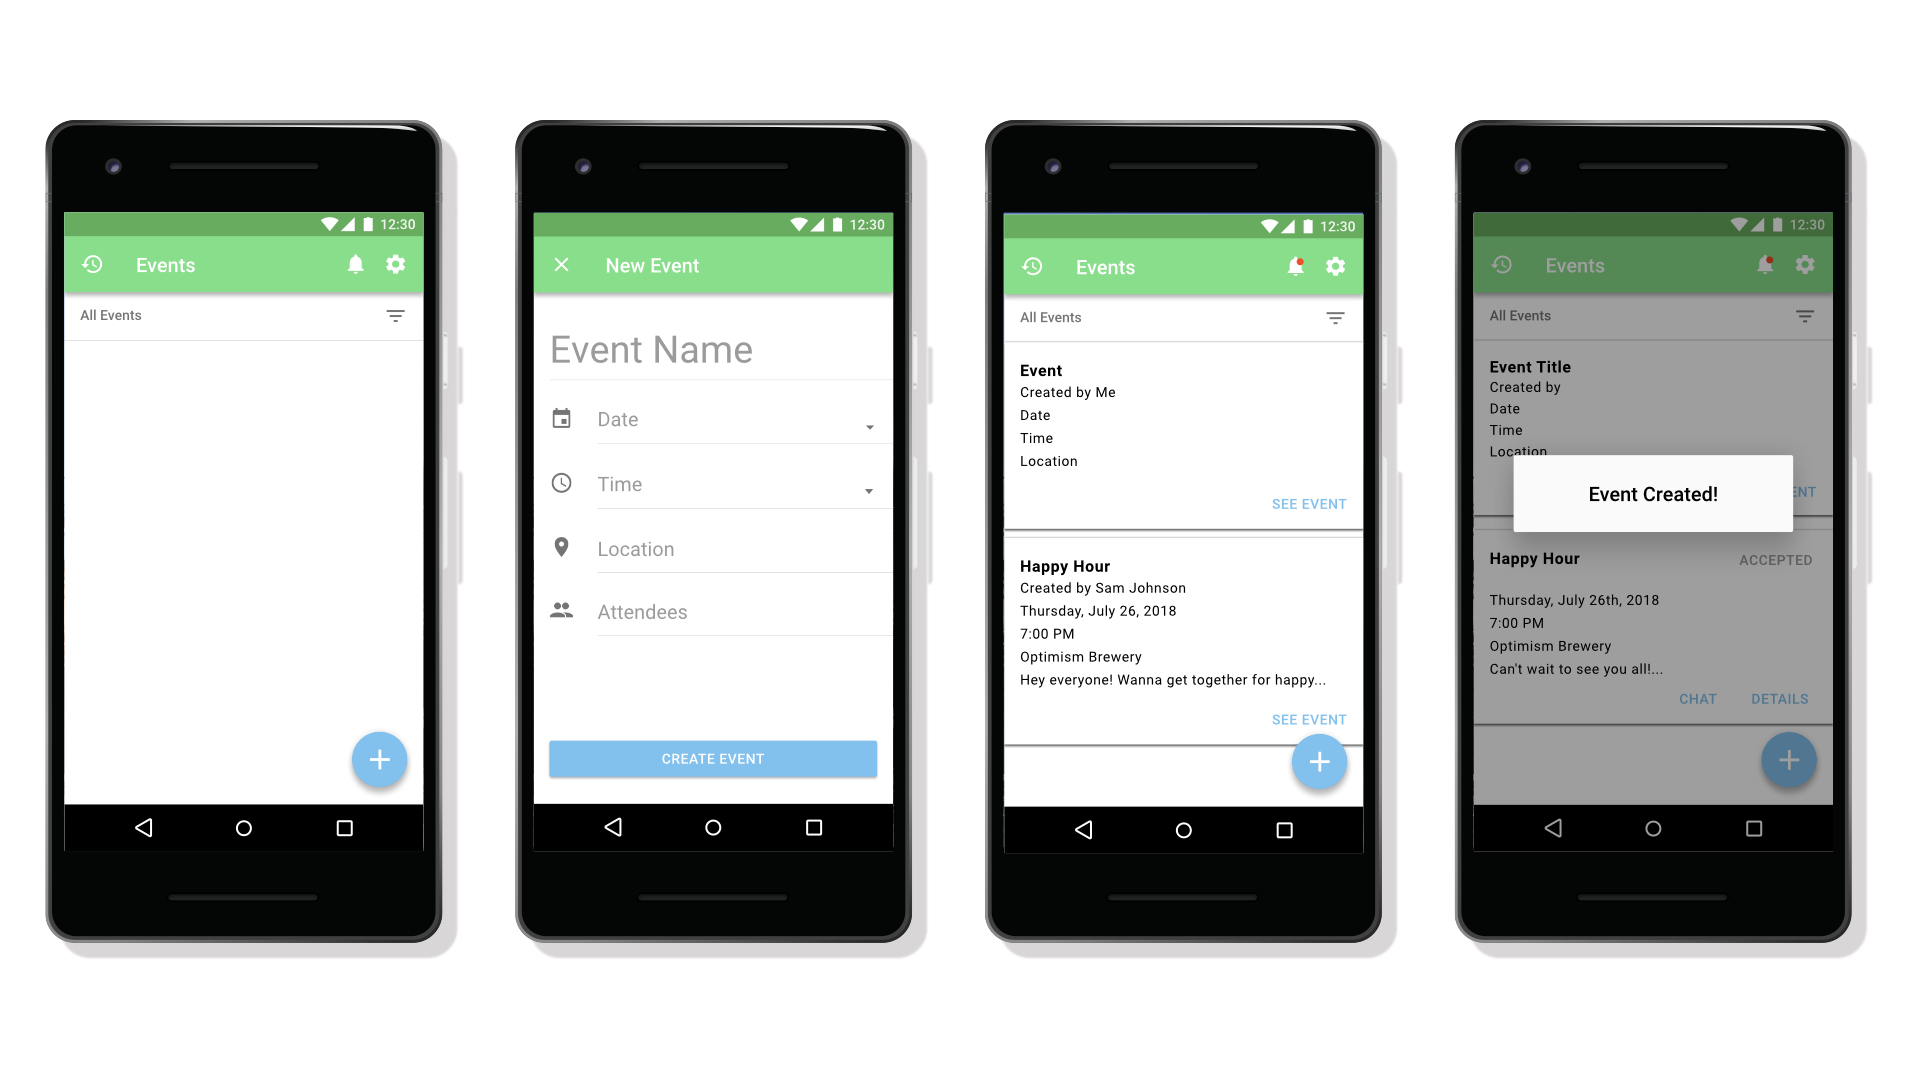 12:30
Events
All Events
12:30
New Event
Event Name
Date
Time
Location
Attendees
CREATE EVENT
12:30
Events
All Events
Event
Created by Me
Date
Time
Location
SEE EVENT
Happy Hour
Created by Sam Johnson
Thursday, July 26, 2018
7:00 PM
Optimism Brewery
Hey everyone! Wanna get together for happy...
SEE EVENT
12:30
Events
All Events
Event Title
Created by
Date
Time
Location
ENT
Event Created!
Happy Hour
ACCEPTED
Thursday, July 26th, 2018
7:00 PM
Optimism Brewery
Can't wait to see you all!...
CHAT DETAILS